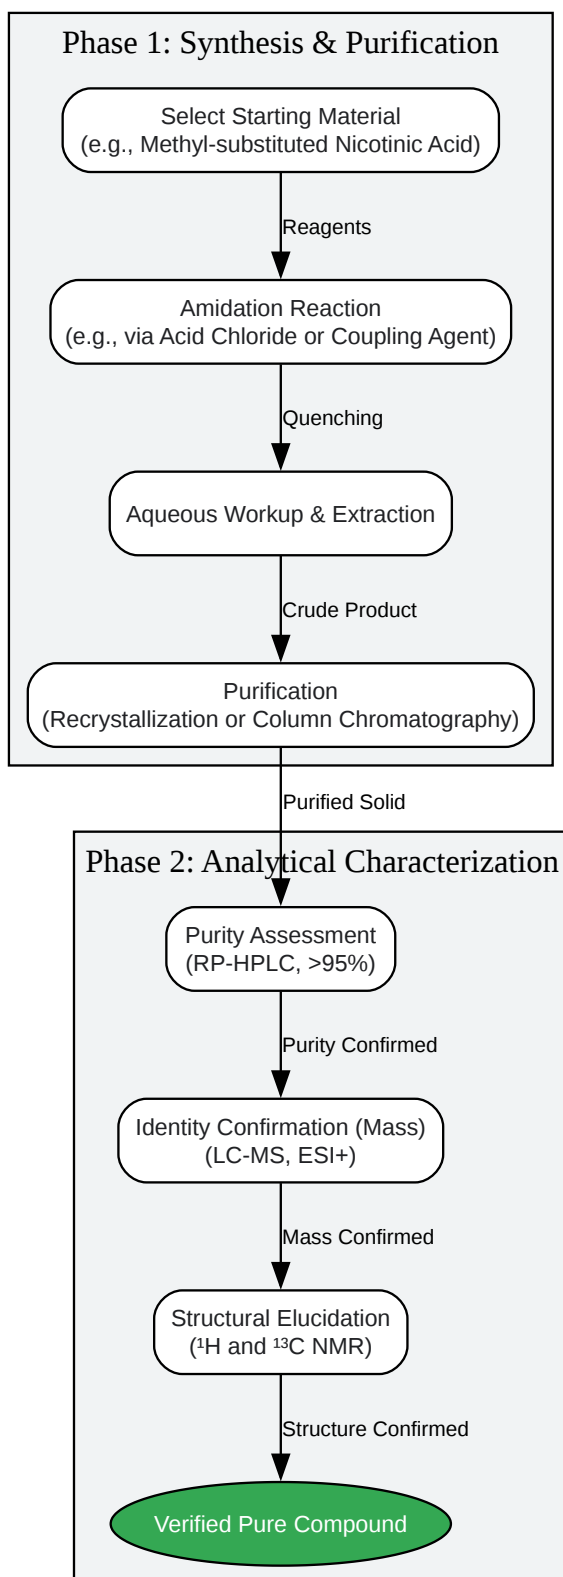 Phase 1: Synthesis & Purification
Select Starting Material
(e.g., Methyl-substituted Nicotinic Acid)
Reagents
Amidation Reaction
(e.g., via Acid Chloride or Coupling Agent)
Quenching
Aqueous Workup & Extraction
Crude Product
Purification
(Recrystallization or Column Chromatography)
Purified Solid
Phase 2: Analytical Characterization
Purity Assessment
(RP-HPLC, >95%)
Purity Confirmed
Identity Confirmation (Mass)
(LC-MS, ESI+)
Mass Confirmed
Structural Elucidation
(¹H and ¹³C NMR)
Structure Confirmed
Verified Pure Compound